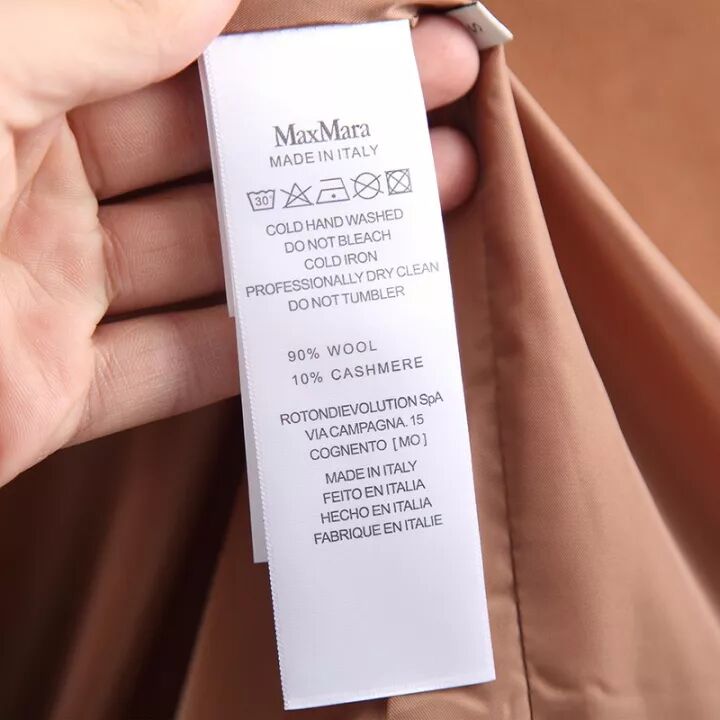 S
MaxMara
MADE IN ITALY
30°
COLD HAND WASHED
DO NOT BLEACH
COLD IRON
PROFESSIONALLY DRY CLEAN
DO NOT TUMBLER
90% WOOL
10% CASHMERE
ROTONDIEVOLUTION SpA
VIA CAMPAGNA. 15
COGNENTO [ MO ]
MADE IN ITALY
FEITO EN ITALIA
HECHO EN ITALIA
FABRIQUE EN ITALIE